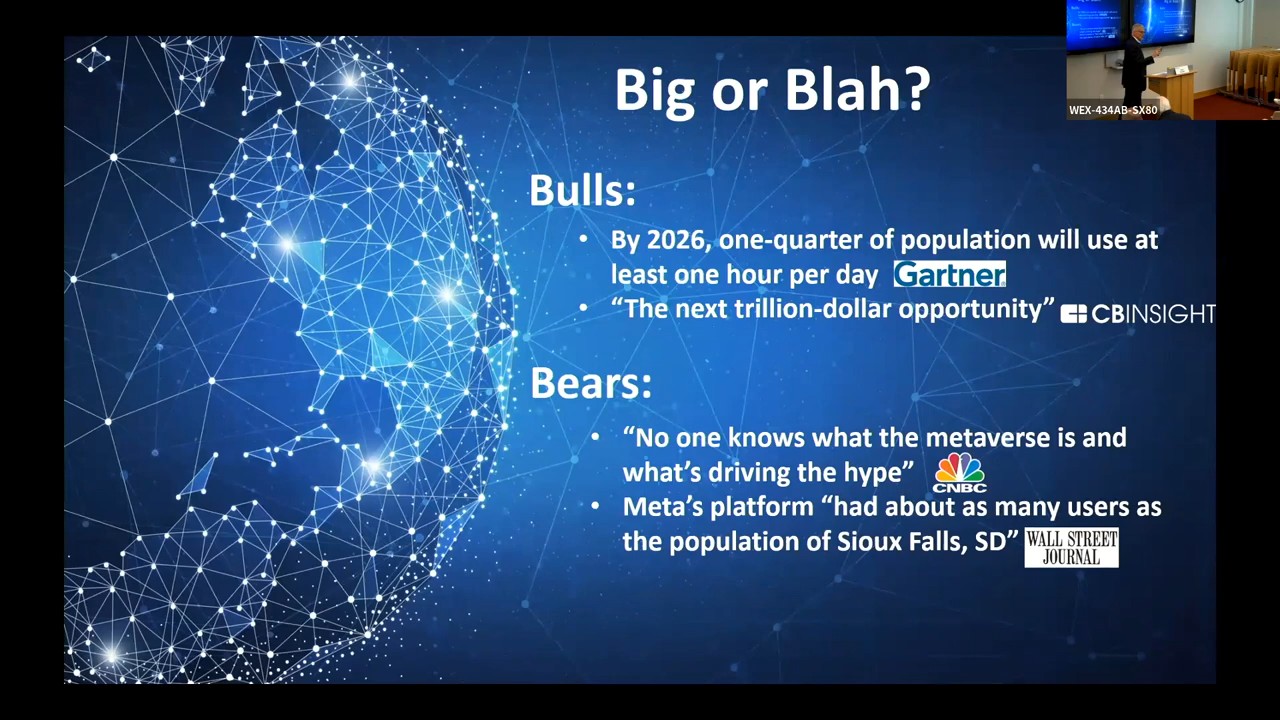 Big or Blah?
WEX-434AB-SX80
Bulls:
• By 2026, one-quarter of population will use at
least one hour per day Gartner
• “The next trillion-dollar opportunity” CBINSIGHT
Bears:
• “No one knows what the metaverse is and
what’s driving the hype” CNBC
• Meta’s platform “had about as many users as
the population of Sioux Falls, SD” WALL STREET
JOURNAL